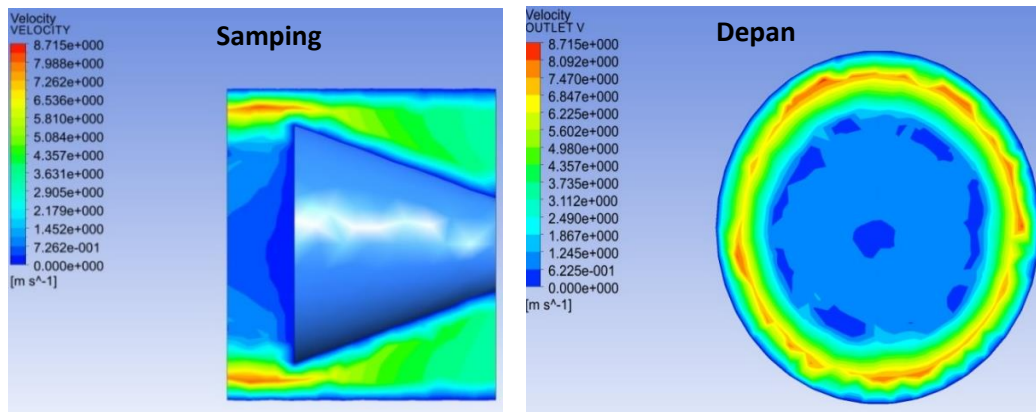 Velocity
VELOCITY
8.715e+000
7.988e+000
7.262e+000
6.536e+000
5.810e+000
5.084e+000
4.357e+000
3.631e+000
2.905e+000
2.179e+000
1.452e+000
7.262e-001
0.000e+000
[m s^-1]
Samping
Velocity
OUTLET V
8.715e+000
8.092e+000
7.470e+000
6.847e+000
6.225e+000
5.602e+000
4.980e+000
4.357e+000
3.735e+000
3.112e+000
2.490e+000
1.867e+000
1.245e+000
6.225e-001
0.000e+000
[m s^-1]
Depan